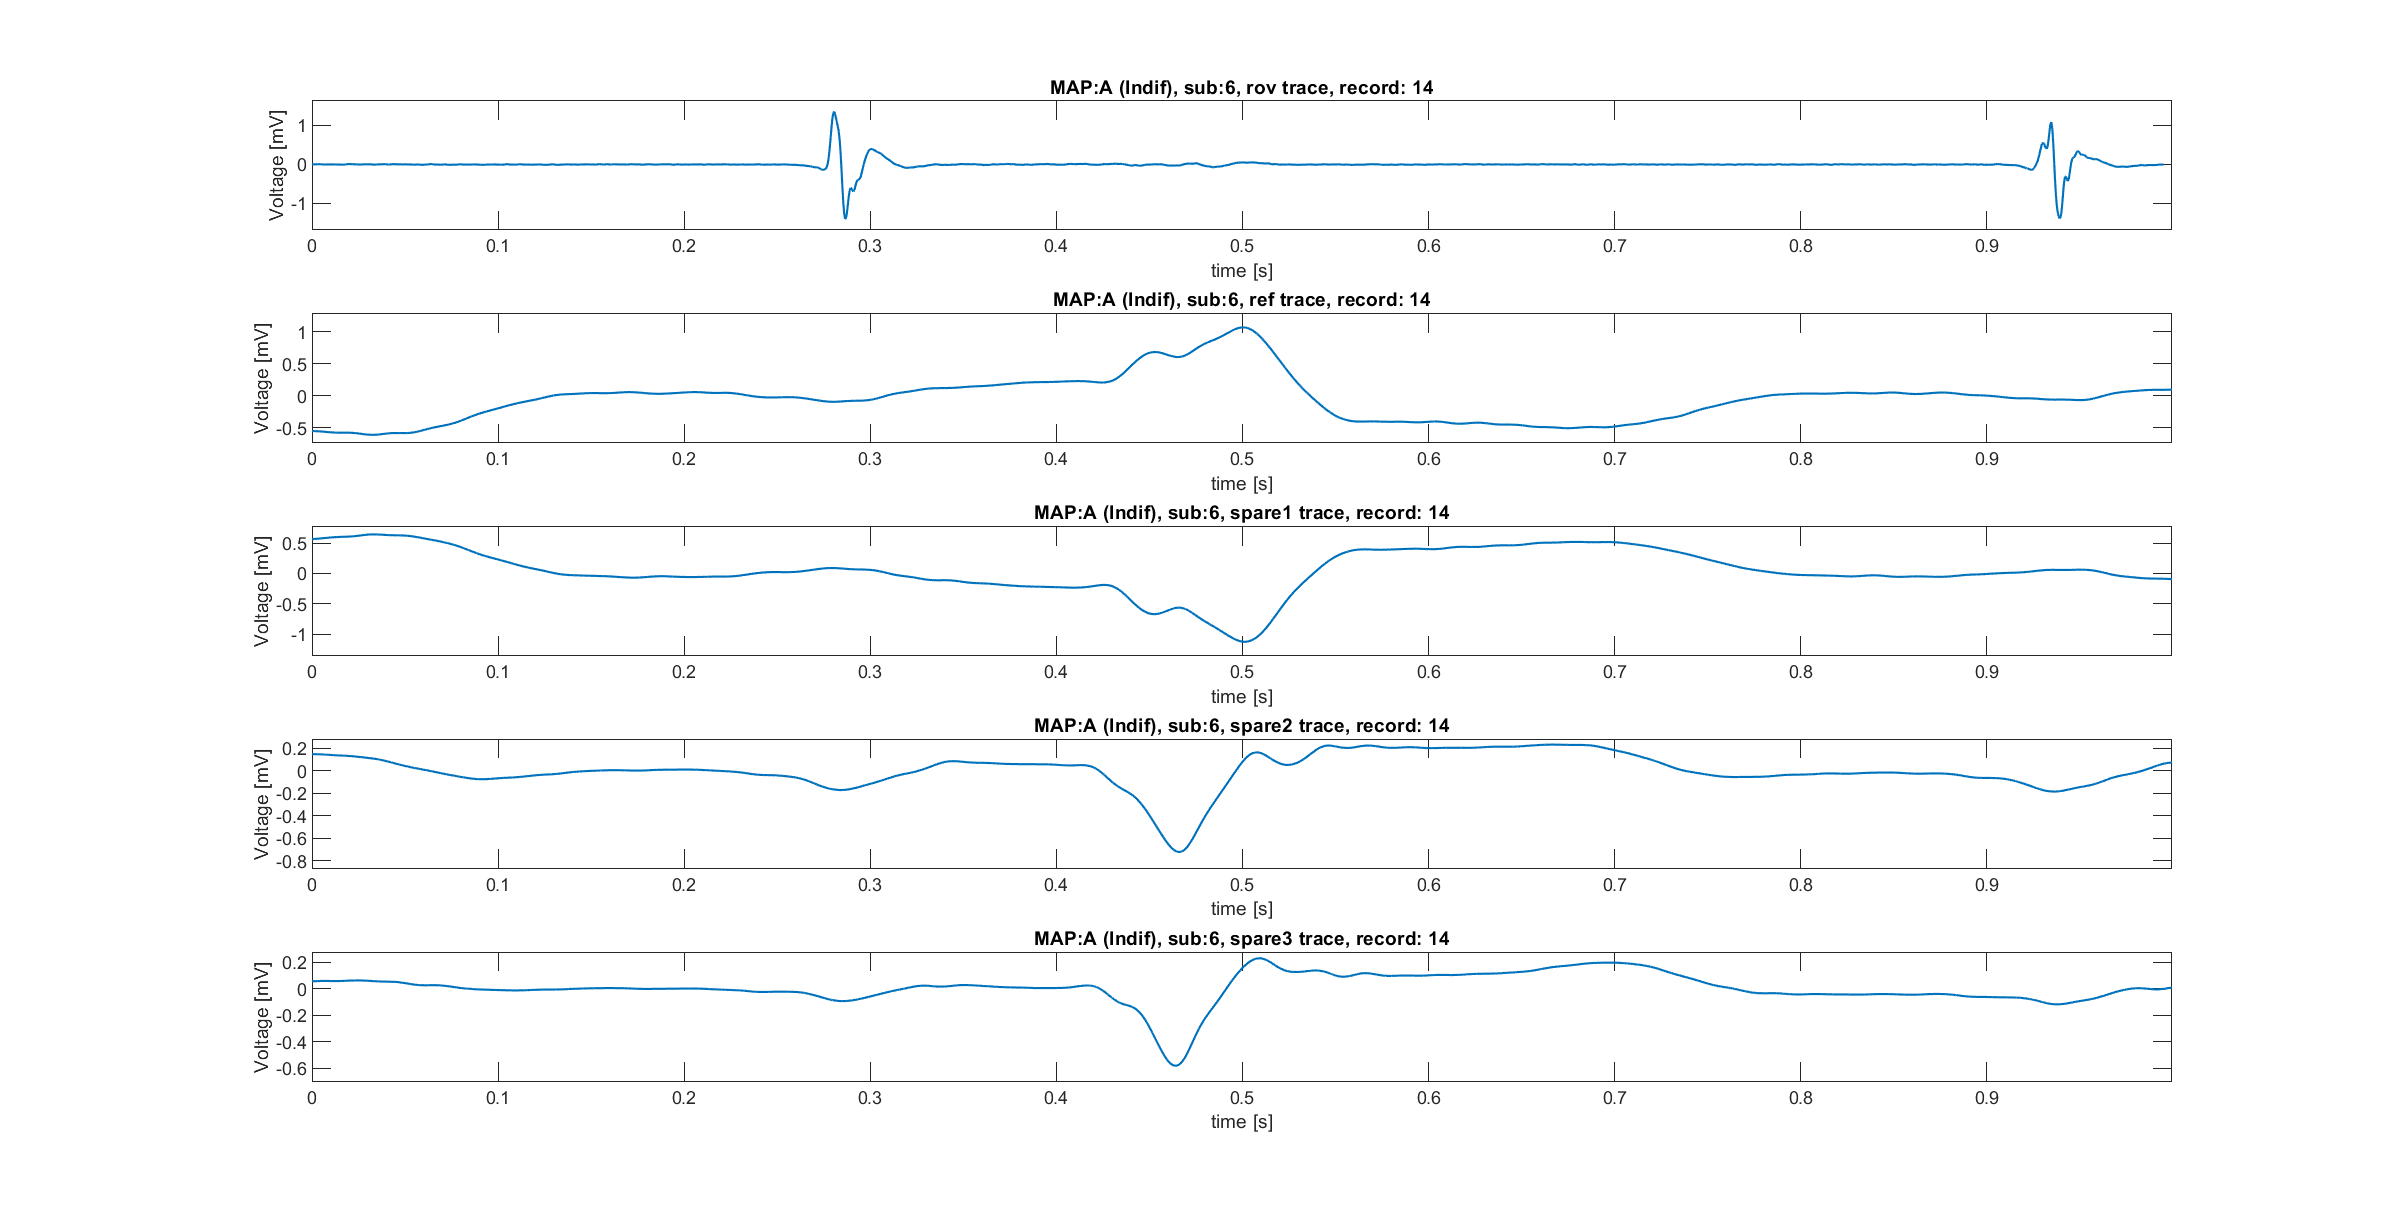 MAP:A (Indif), sub:6, rov trace, record: 14
Voltage [mV]
1
0
-1
0 0.1 0.2 0.3 0.4 0.5 0.6 0.7 0.8 0.9
time [s]
MAP:A (Indif), sub:6, ref trace, record: 14
Voltage [mV]
1
0.5
0
-0.5
0 0.1 0.2 0.3 0.4 0.5 0.6 0.7 0.8 0.9
time [s]
MAP:A (Indif), sub:6, spare1 trace, record: 14
Voltage [mV]
0.5
0
-0.5
-1
0 0.1 0.2 0.3 0.4 0.5 0.6 0.7 0.8 0.9
time [s]
MAP:A (Indif), sub:6, spare2 trace, record: 14
Voltage [mV]
0.2
0
-0.2
-0.4
-0.6
-0.8
0 0.1 0.2 0.3 0.4 0.5 0.6 0.7 0.8 0.9
time [s]
MAP:A (Indif), sub:6, spare3 trace, record: 14
Voltage [mV]
0.2
0
-0.2
-0.4
-0.6
0 0.1 0.2 0.3 0.4 0.5 0.6 0.7 0.8 0.9
time [s]